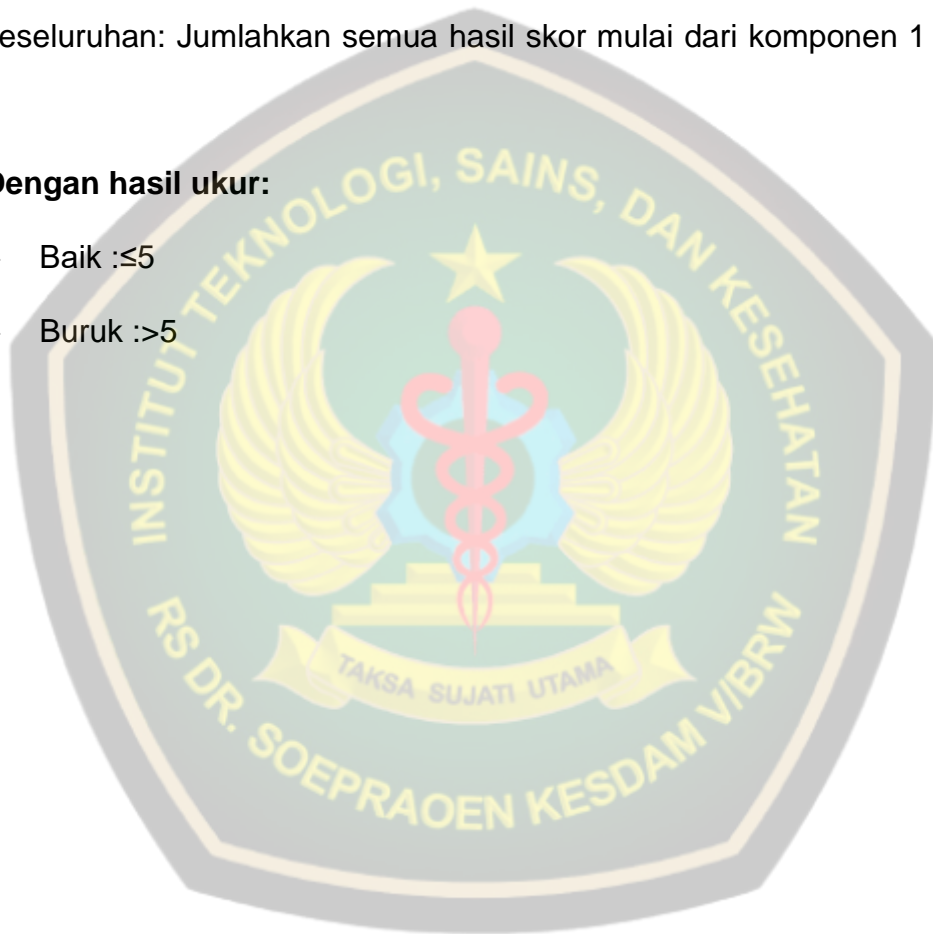 eseluruhan: Jumlahkan semua hasil skor mulai dari komponen 1
Dengan hasil ukur:
Baik :≤5
Buruk :>5
INSTITUT TEKNOLOGI, SAINS, DAN KESEHATAN
TAKSA SUJATI UTAMA
RS DR. SOEPRAOEN KESDAM V/BRW